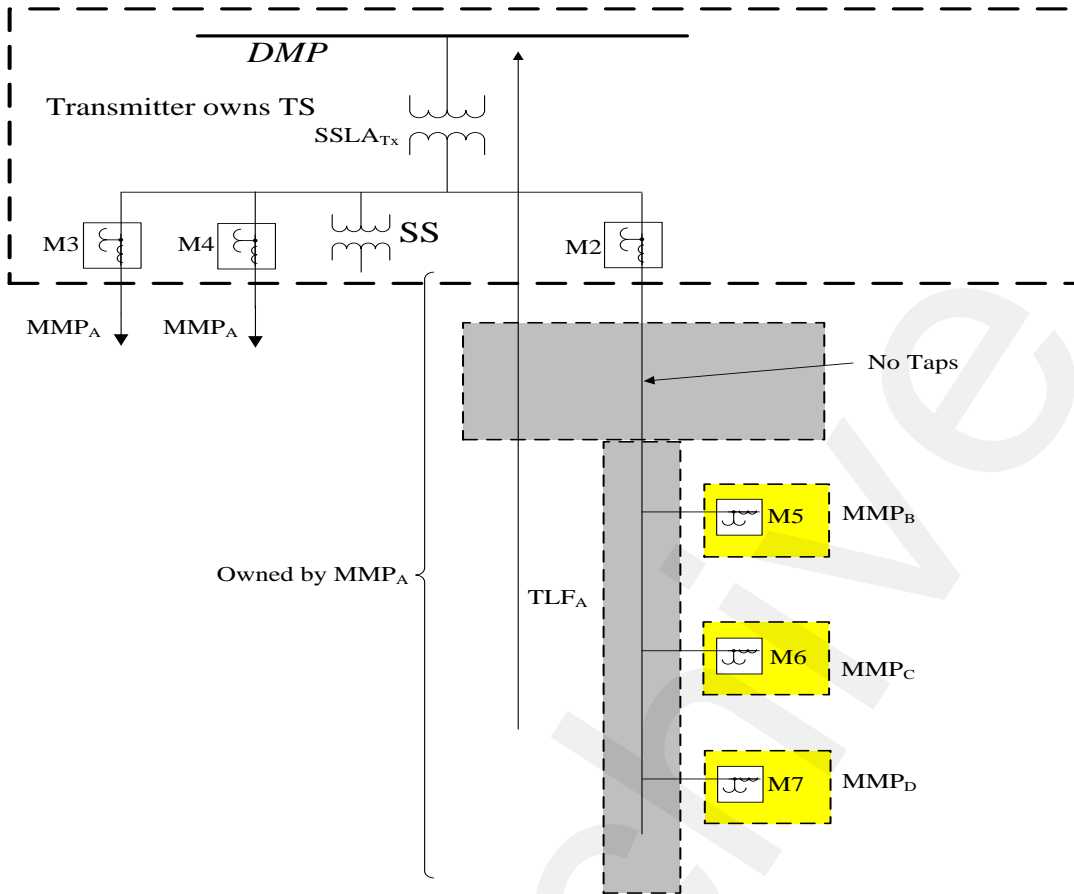 DMP
Transmitter owns TS
SSLATx
M3
M4
SS
M2
MMPA
MMPA
No Taps
M5
MMPB
Owned by MMPA
TLFA
M6
MMPC
M7
MMPD